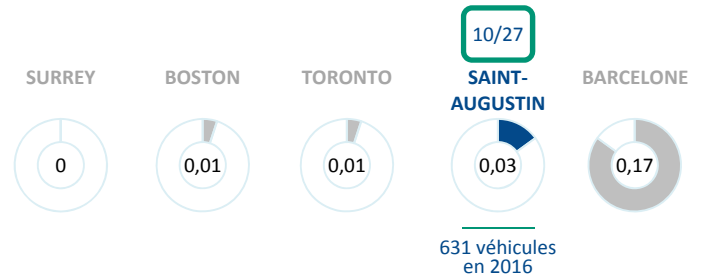 10/27
SURREY
BOSTON
TORONTO
SAINT-
AUGUSTIN
BARCELONE
0
0,01
0,01
0,03
0,17
631 véhicules
en 2016